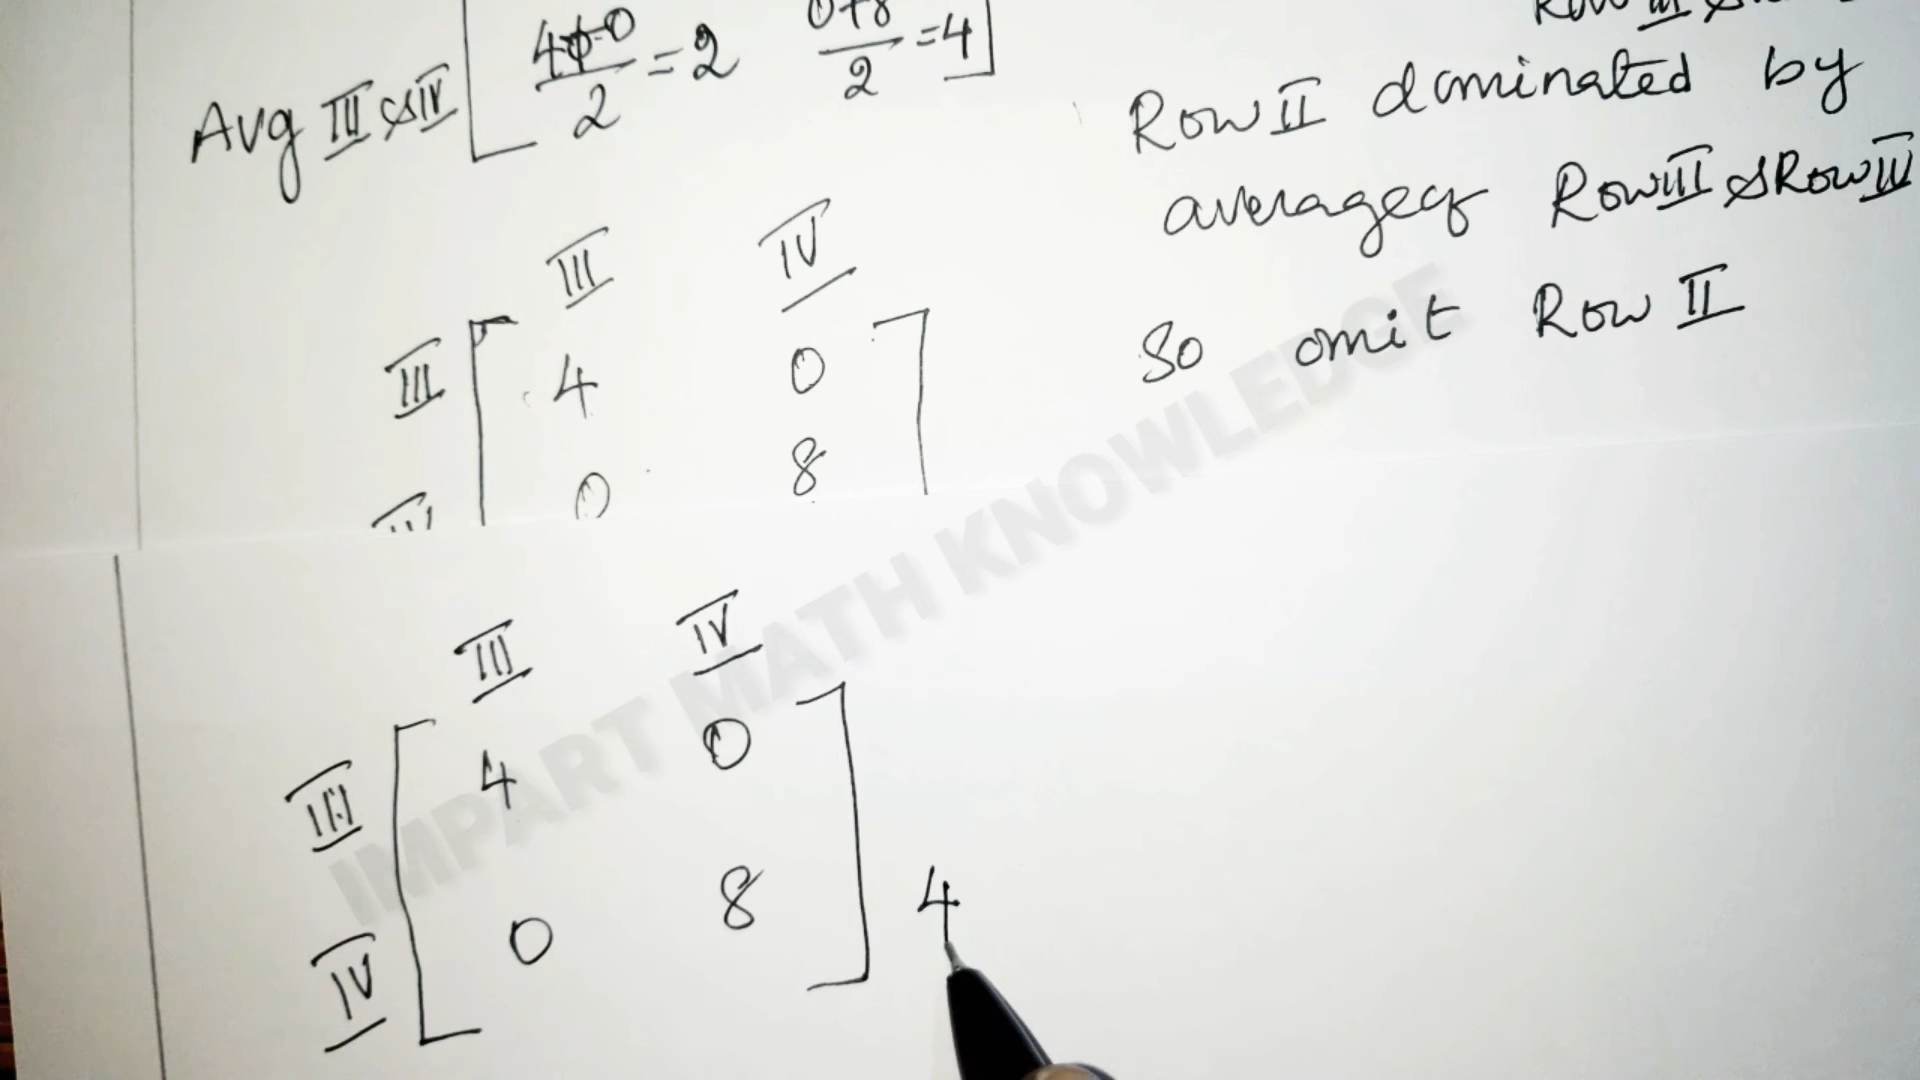 Row III &
Avg III & IV 4+0/2 = 2 0+8/2 = 4
Row II dominated by
average of Row III & Row IV
So omit Row II
III IV
III 4 0
0 8
III IV
III 4 0
IV 0 8 4
IMPART MATH KNOWLEDGE